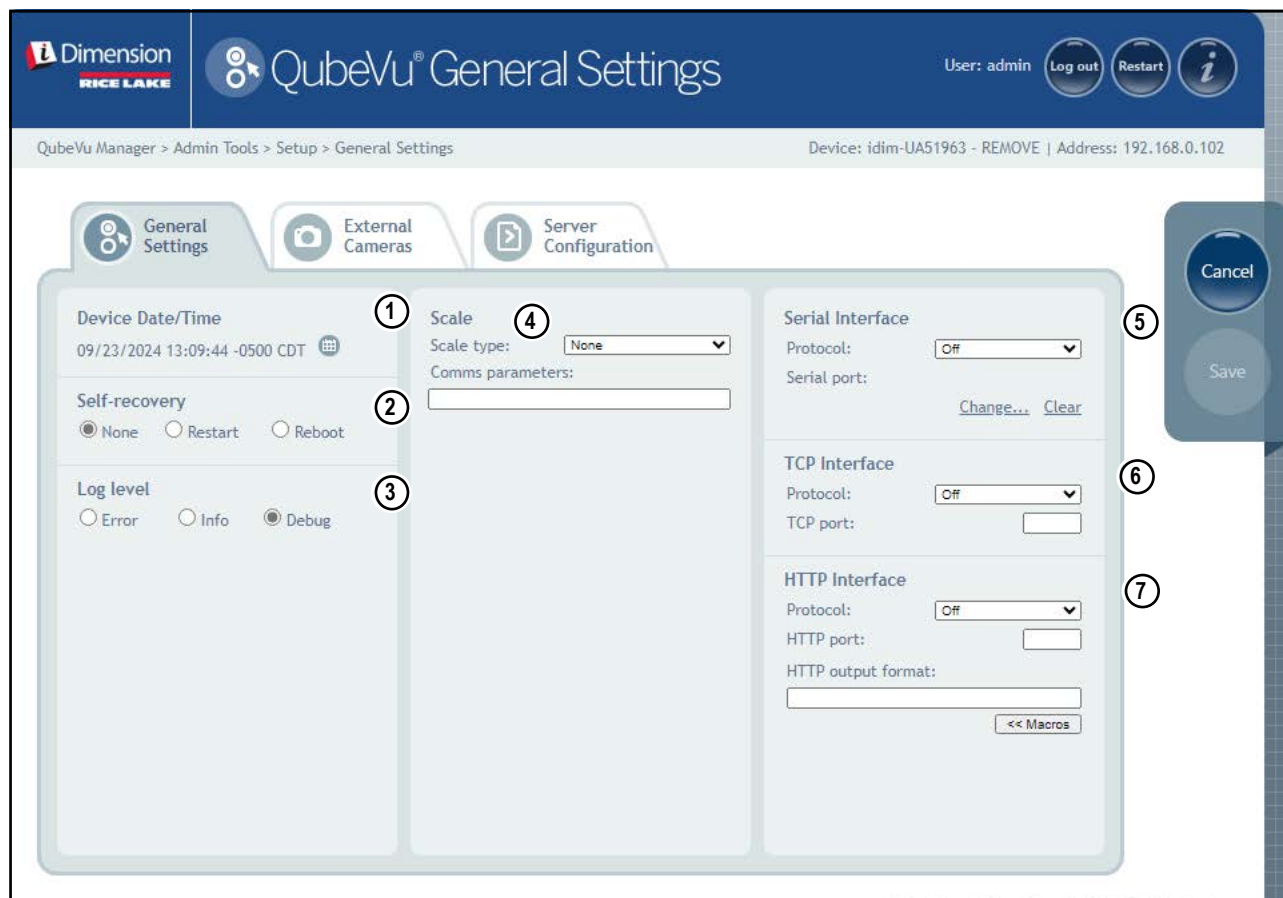 i Dimension
RICE LAKE
QubeVu® General Settings
User: admin
Log out
Restart
i
QubeVu Manager > Admin Tools > Setup > General Settings
Device: idim-UA51963 - REMOVE | Address: 192.168.0.102
General
Settings
External
Cameras
Server
Configuration
Cancel
Save
Device Date/Time
1
09/23/2024 13:09:44 -0500 CDT
Self-recovery
2
None Restart Reboot
Log level
3
Error Info Debug
Scale
4
Scale type: None
Comms parameters:
Serial Interface
5
Protocol: Off
Serial port:
Change... Clear
TCP Interface
6
Protocol: Off
TCP port:
HTTP Interface
7
Protocol: Off
HTTP port:
HTTP output format:
<< Macros